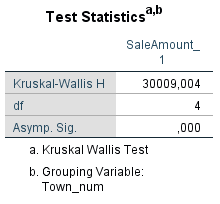 Test Statistics a,b
SaleAmount_
1
Kruskal-Wallis H 30009,004
df 4
Asymp. Sig. ,000
a. Kruskal Wallis Test
b. Grouping Variable:
Town_num